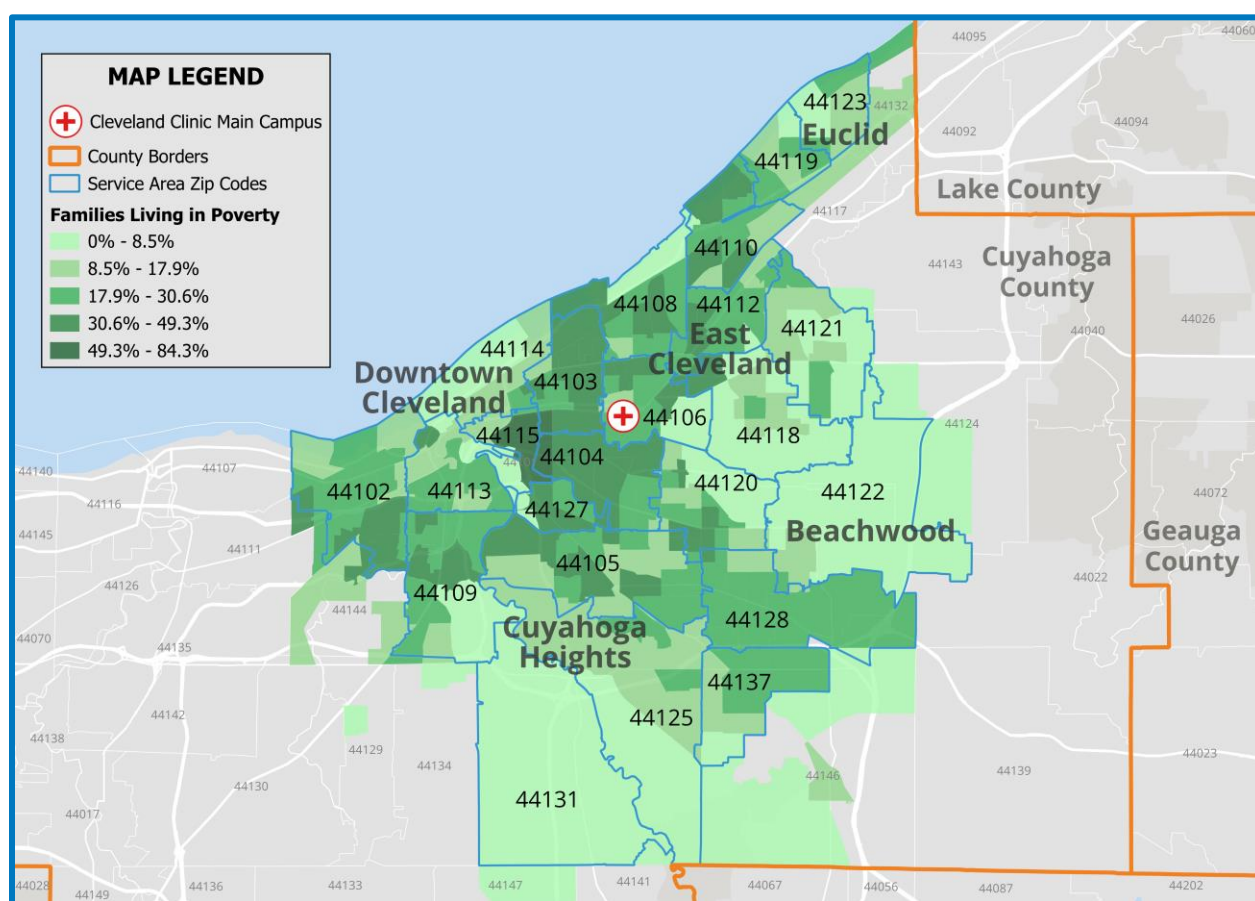 MAP LEGEND
Cleveland Clinic Main Campus
County Borders
Service Area Zip Codes
Families Living in Poverty
0% - 8.5%
8.5% - 17.9%
17.9% - 30.6%
30.6% - 49.3%
49.3% - 84.3%
44095
44060
44123
44132
Euclid
44094
44092
44119
Lake County
44117
44110
44143
Cuyahoga
County
44108
44112
44026
44121
44040
East
Cleveland
44114
Downtown
Cleveland
44103
44106
44124
44115
44118
44140
44107
44104
44102
44113
44120
44122
44072
44116
44127
Beachwood
Geauga
County
44145
44111
44105
44022
44126
44109
44144
44128
44070
44135
Cuyahoga
Heights
44137
44125
44142
44138
44129
44023
44134
44146
44139
44130
44131
44017
44028
44136
44133
44147
44141
44067
44056
44087
44202
44149